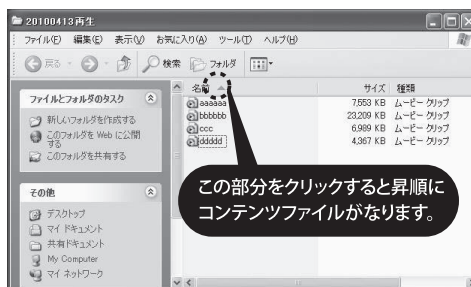 20100413再生
ファイル(F) 編集(E) 表示(V) お気に入り(A) ツール(T) ヘルプ(H)
戻る 検索 フォルダ
ファイルとフォルダのタスク
新しいフォルダを作成する
このフォルダを Web に公開
する
このフォルダを共有する
その他
デスクトップ
マイ ドキュメント
共有ドキュメント
My Computer
マイ ネットワーク
名前 サイズ 種類
aaaaaa 7,553 KB ムービー クリップ
bbbbbb 23,209 KB ムービー クリップ
ccc 6,989 KB ムービー クリップ
ddddd 4,367 KB ムービー クリップ
この部分をクリックすると昇順に
コンテンツファイルがなります。